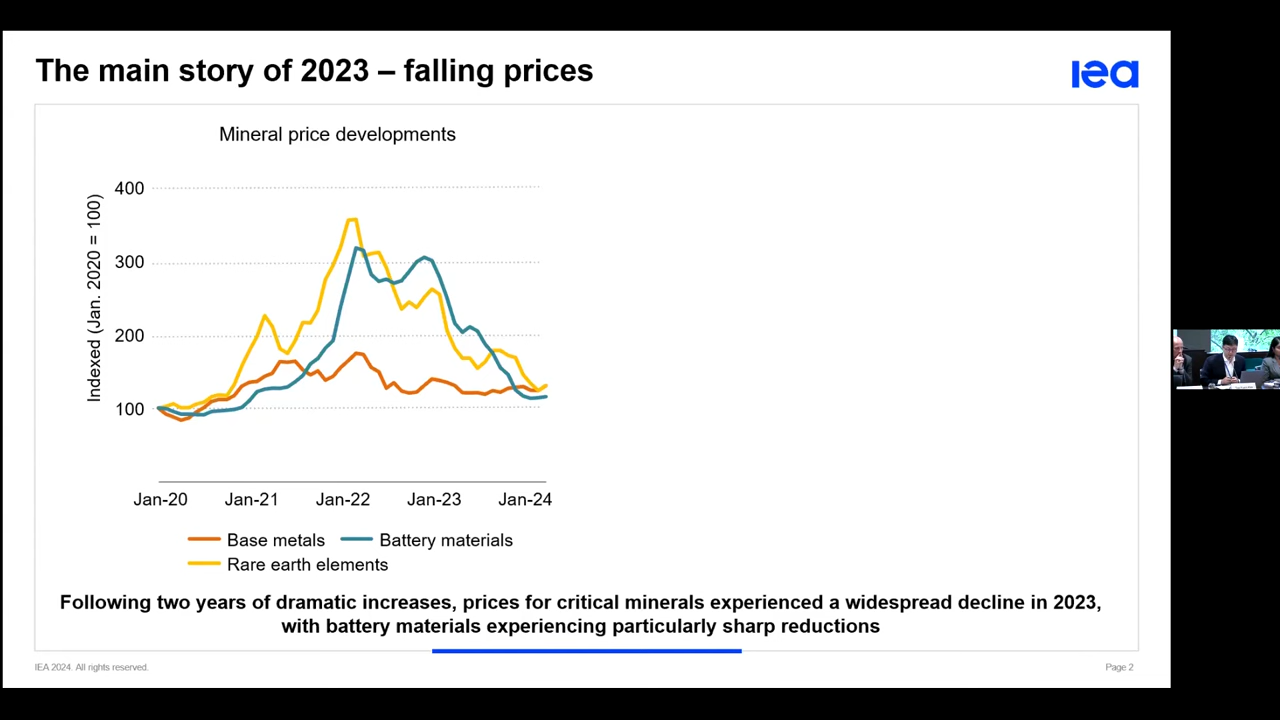 The main story of 2023 – falling prices
iea
Mineral price developments
Indexed (Jan. 2020 = 100)
400
300
200
100
Jan-20 Jan-21 Jan-22 Jan-23 Jan-24
Base metals Battery materials
Rare earth elements
Following two years of dramatic increases, prices for critical minerals experienced a widespread decline in 2023,
with battery materials experiencing particularly sharp reductions
IEA 2024. All rights reserved.
Page 2